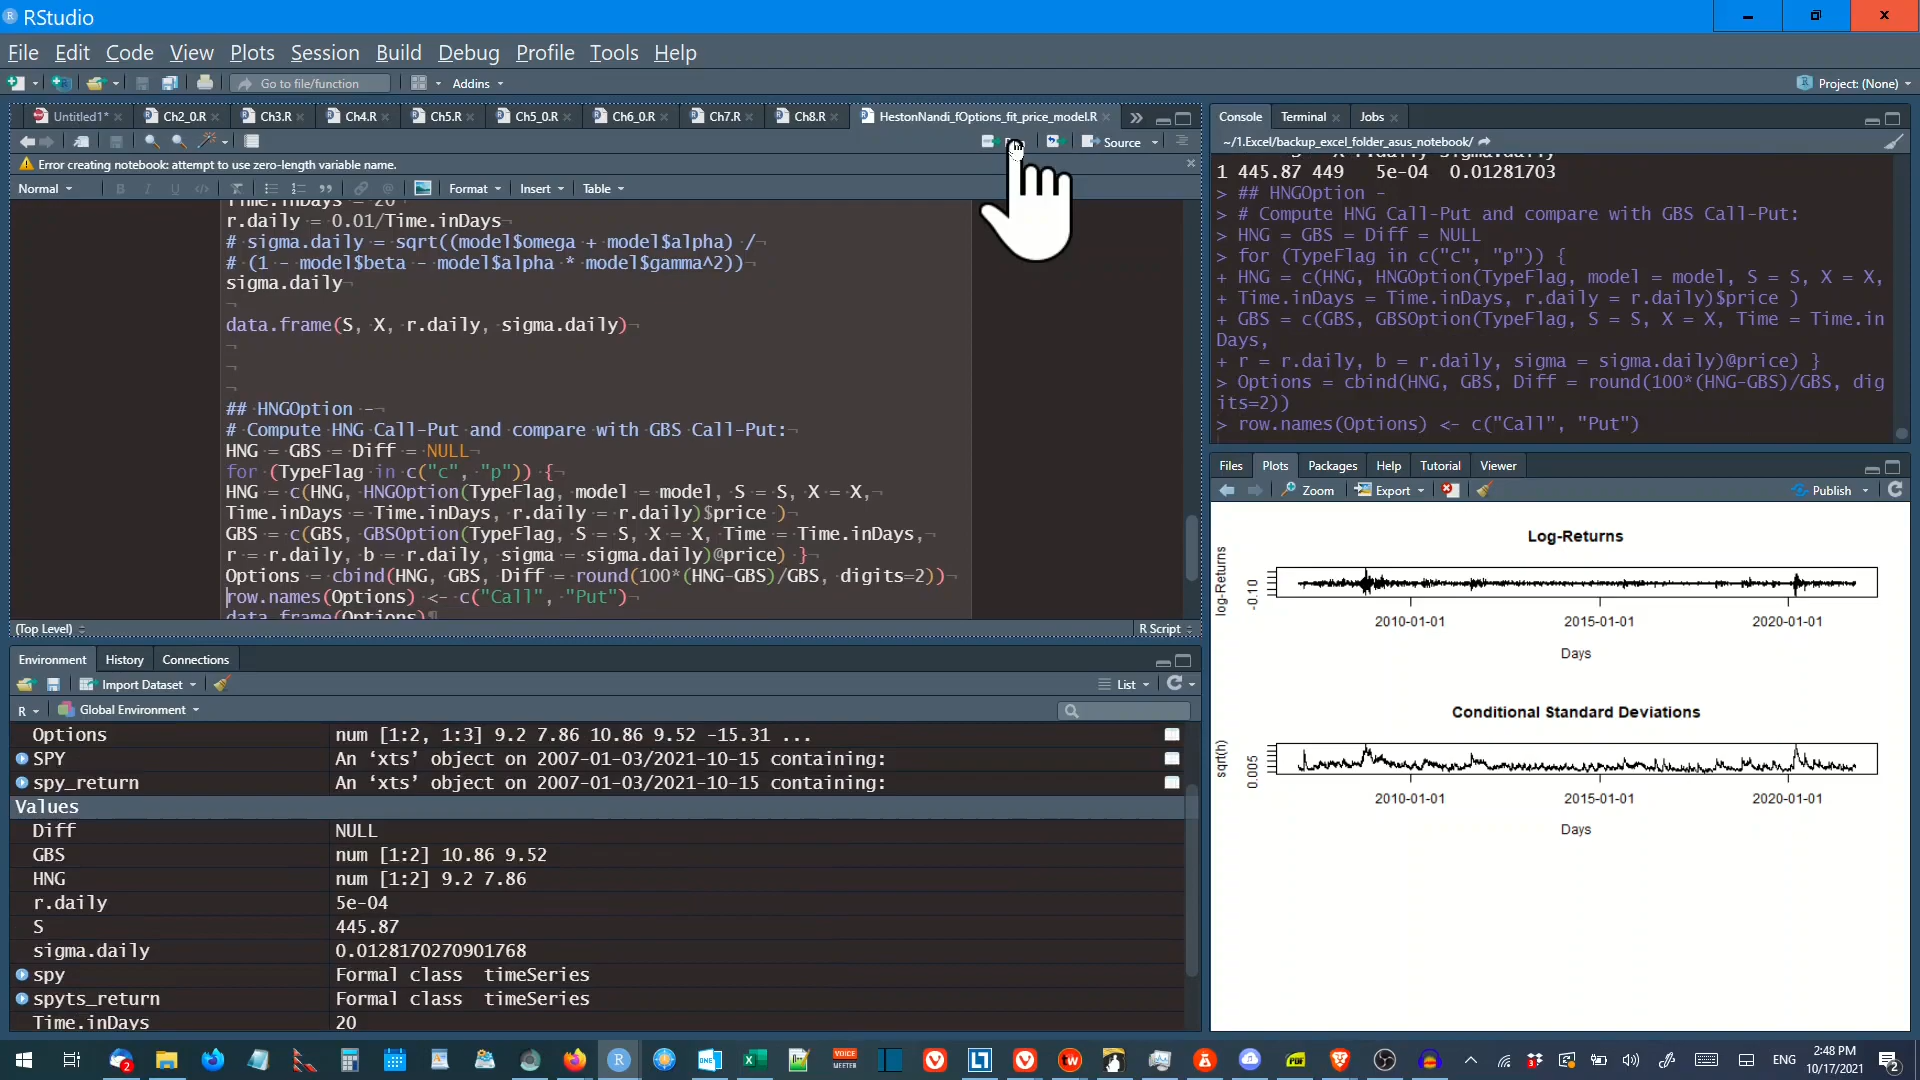 RStudio
File Edit Code View Plots Session Build Debug Profile Tools Help
Go to file/function
Addins
Project: (None)
Untitled1*
Ch2_0.R
Ch3.R
Ch4.R
Ch5.R
Ch5_0.R
Ch6_0.R
Ch7.R
Ch8.R
HestonNandi_fOptions_fit_price_model.R
Source
Error creating notebook: attempt to use zero-length variable name.
Normal
Format
Insert
Table
Time.inDays = 20
r.daily = 0.01/Time.inDays
# sigma.daily = sqrt((model$omega + model$alpha) /
# (1 - model$beta - model$alpha * model$gamma^2))
sigma.daily
data.frame(S, X, r.daily, sigma.daily)
## HNGOption -
# Compute HNG Call-Put and compare with GBS Call-Put:
HNG = GBS = Diff = NULL
for (TypeFlag in c("c", "p")) {
HNG = c(HNG, HNGOption(TypeFlag, model = model, S = S, X = X,
Time.inDays = Time.inDays, r.daily = r.daily)$price )
GBS = c(GBS, GBSOption(TypeFlag, S = S, X = X, Time = Time.inDays,
r = r.daily, b = r.daily, sigma = sigma.daily)@price) }
Options = cbind(HNG, GBS, Diff = round(100*(HNG-GBS)/GBS, digits=2))
row.names(Options) <- c("Call", "Put")
data.frame(Options)
(Top Level)
R Script
Environment History Connections
Import Dataset
List
R
Global Environment
Options num [1:2, 1:3] 9.2 7.86 10.86 9.52 -15.31 ...
SPY An ‘xts’ object on 2007-01-03/2021-10-15 containing:
spy_return An ‘xts’ object on 2007-01-03/2021-10-15 containing:
Values
Diff NULL
GBS num [1:2] 10.86 9.52
HNG num [1:2] 9.2 7.86
r.daily 5e-04
S 445.87
sigma.daily 0.0128170270901768
spy Formal class timeSeries
spyts_return Formal class timeSeries
Time.inDays 20
Console Terminal Jobs
~/1.Excel/backup_excel_folder_asus_notebook/
1 445.87 449 5e-04 0.01281703
> ## HNGOption -
> # Compute HNG Call-Put and compare with GBS Call-Put:
> HNG = GBS = Diff = NULL
> for (TypeFlag in c("c", "p")) {
+ HNG = c(HNG, HNGOption(TypeFlag, model = model, S = S, X = X,
+ Time.inDays = Time.inDays, r.daily = r.daily)$price )
+ GBS = c(GBS, GBSOption(TypeFlag, S = S, X = X, Time = Time.in
Days,
+ r = r.daily, b = r.daily, sigma = sigma.daily)@price) }
> Options = cbind(HNG, GBS, Diff = round(100*(HNG-GBS)/GBS, dig
its=2))
> row.names(Options) <- c("Call", "Put")
Files Plots Packages Help Tutorial Viewer
Zoom
Export
Publish
Log-Returns
log-Returns
-0.10
2010-01-01 2015-01-01 2020-01-01
Days
Conditional Standard Deviations
sqrt(h)
0.005
2010-01-01 2015-01-01 2020-01-01
Days
VOICE
MEETER
ENG
2:48 PM
10/17/2021